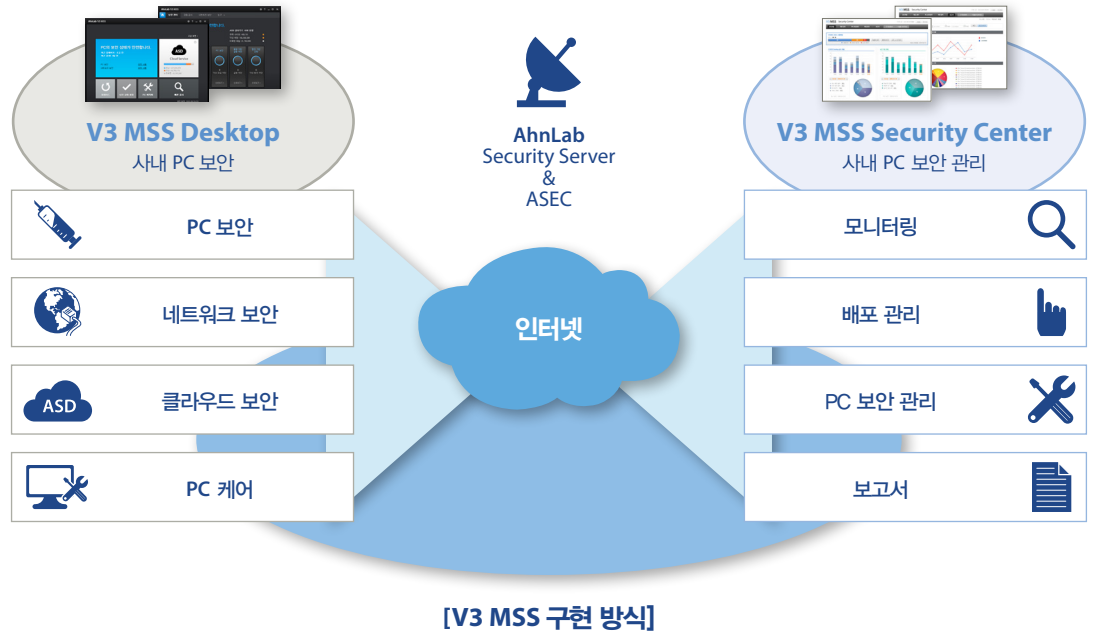 V3 MSS Desktop
사내 PC 보안
PC 보안
네트워크 보안
ASD
클라우드 보안
PC 케어
AhnLab
Security Server
&
ASEC
인터넷
V3 MSS Security Center
사내 PC 보안 관리
모니터링
배포 관리
PC 보안 관리
보고서
[V3 MSS 구현 방식]